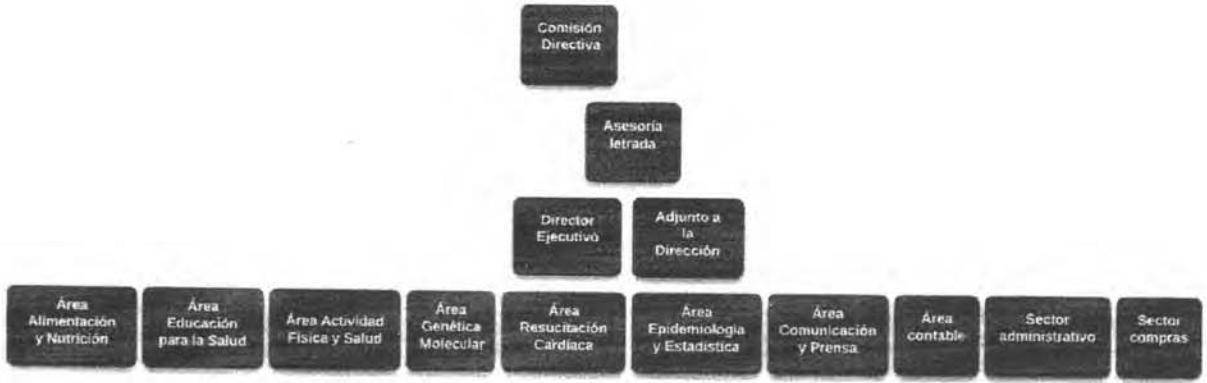 Comisión
Directiva
Asesoría
letrada
Director
Ejecutivo
Adjunto a
la
Dirección
Área
Alimentación
y Nutrición
Área
Educación
para la Salud
Área Actividad
Física y Salud
Área
Genética
Molecular
Área
Resucitación
Cardíaca
Área
Epidemiología
y Estadística
Área
Comunicación
y Prensa
Área
contable
Sector
administrativo
Sector
compras